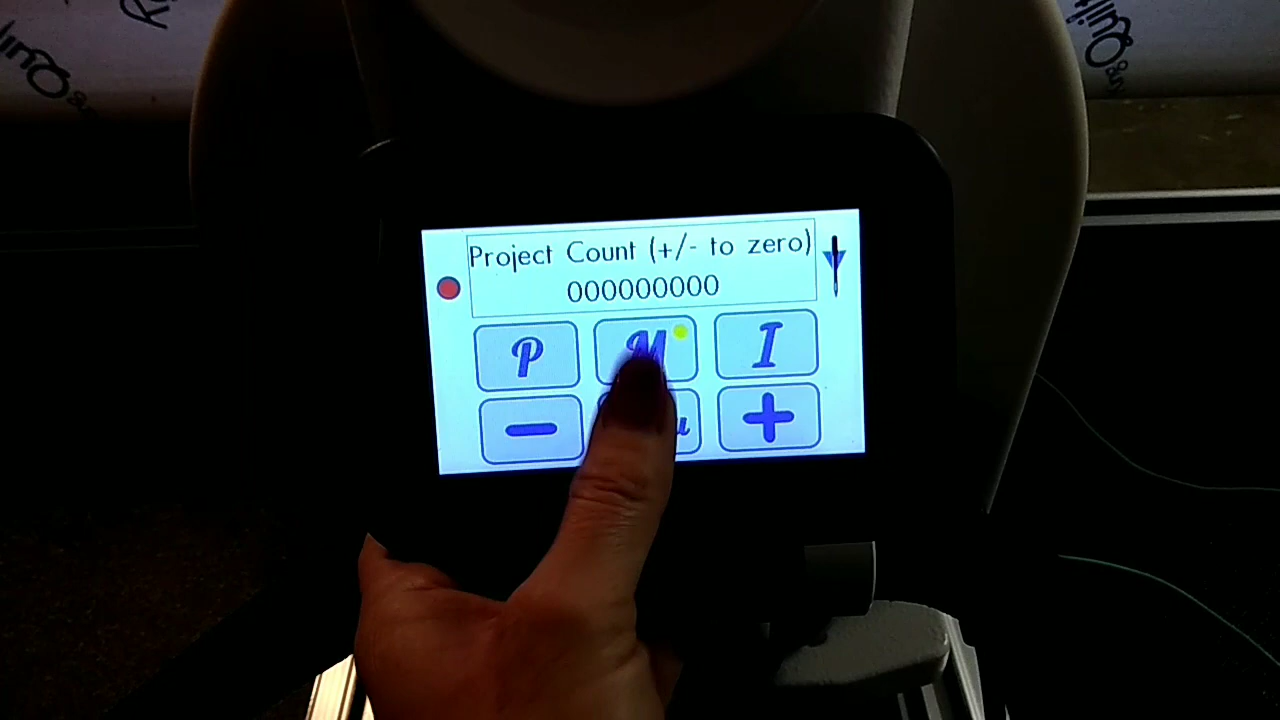 Project Count (+/- to zero)
000000000
P M I
- +